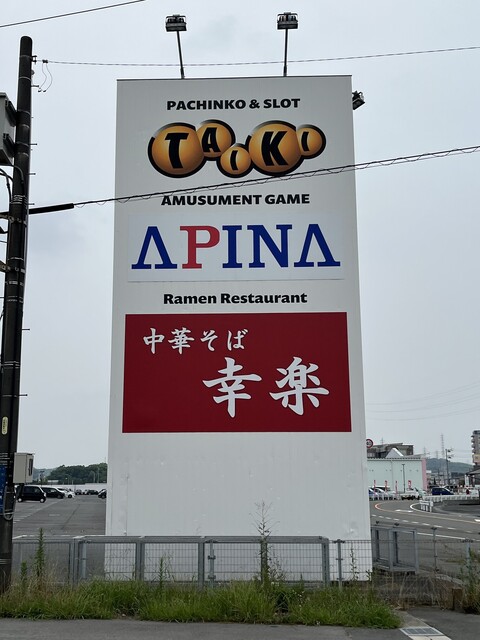 PACHINKO & SLOT
TAiKi
AMUSUMENT GAME
APINA
Ramen Restaurant
中華そば
幸楽